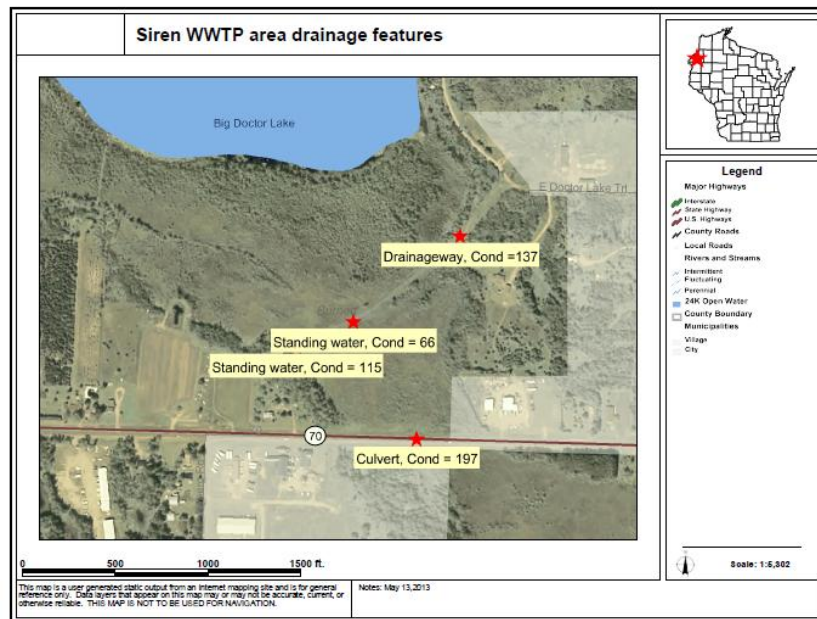 Siren WWTP area drainage features
Big Doctor Lake
E Doctor Lake Trl
Drainageway, Cond =137
Standing water, Cond = 66
Standing water, Cond = 115
70
Culvert, Cond = 197
0 500 1000 1500 ft.
This map is a user generated static output from an Internet mapping site and is for general
reference only. Data layers that appear on this map may or may not be accurate, current, or
otherwise reliable. THIS MAP IS NOT TO BE USED FOR NAVIGATION.
Notes: May 13,2013
Legend
Major Highways
Interstate
State Highway
U.S. Highways
County Roads
Local Roads
Rivers and Streams
Intermittent
Fluctuating
Perennial
24K Open Water
County Boundary
Municipalities
Village
City
Scale: 1:5,302